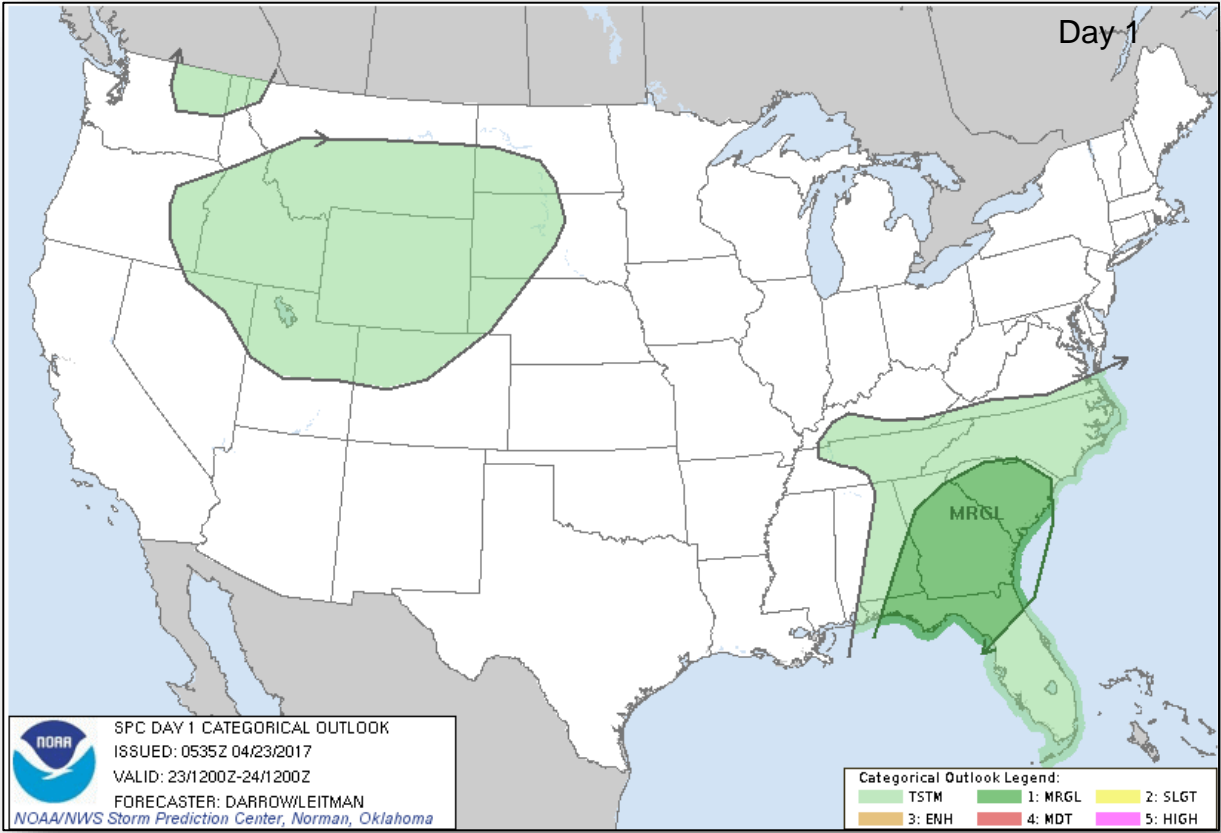 Day 1
MRGL
NOAA
SPC DAY 1 CATEGORICAL OUTLOOK
ISSUED: 0535Z 04/23/2017
VALID: 23/1200Z-24/1200Z
FORECASTER: DARROW/LEITMAN
NOAA/NWS Storm Prediction Center, Norman, Oklahoma
Categorical Outlook Legend:
TSTM 1: MRGL 2: SLGT
3: ENH 4: MDT 5: HIGH